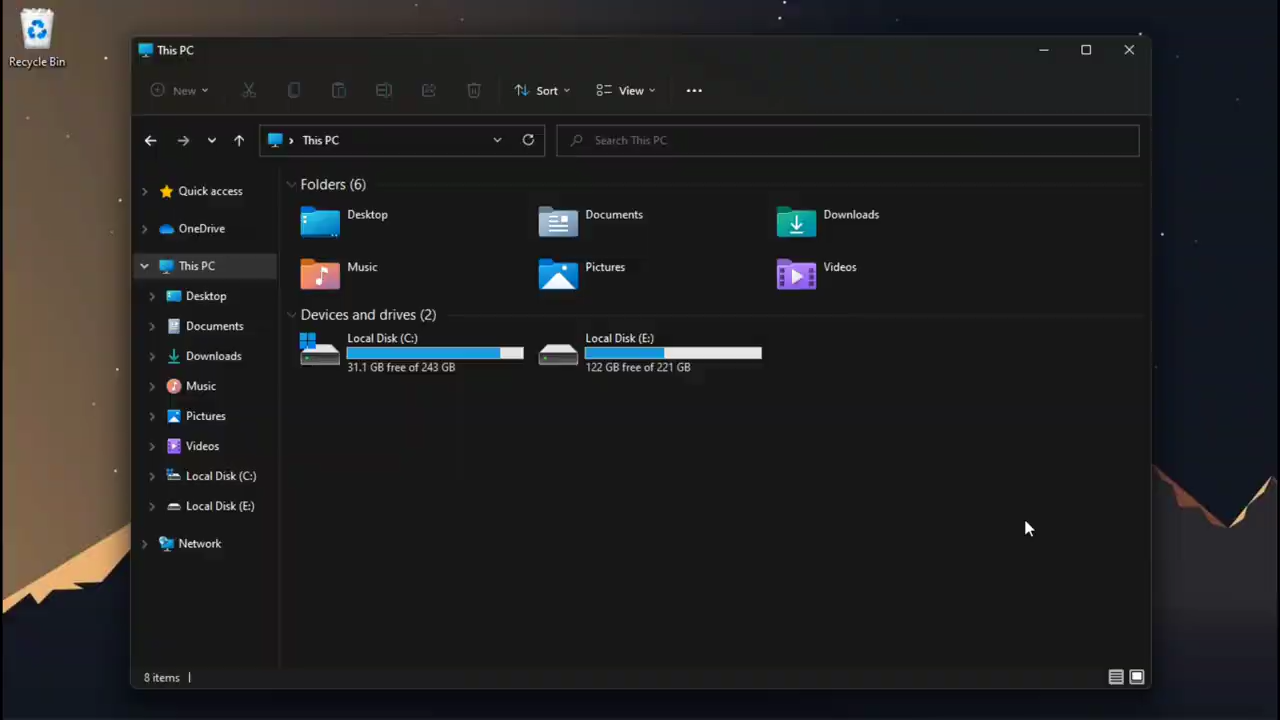 Recycle Bin
This PC
New
Sort
View
This PC
Search This PC
Quick access
OneDrive
This PC
Desktop
Documents
Downloads
Music
Pictures
Videos
Local Disk (C:)
Local Disk (E:)
Network
Folders (6)
Desktop
Documents
Downloads
Music
Pictures
Videos
Devices and drives (2)
Local Disk (C:)
31.1 GB free of 243 GB
Local Disk (E:)
122 GB free of 221 GB
8 items